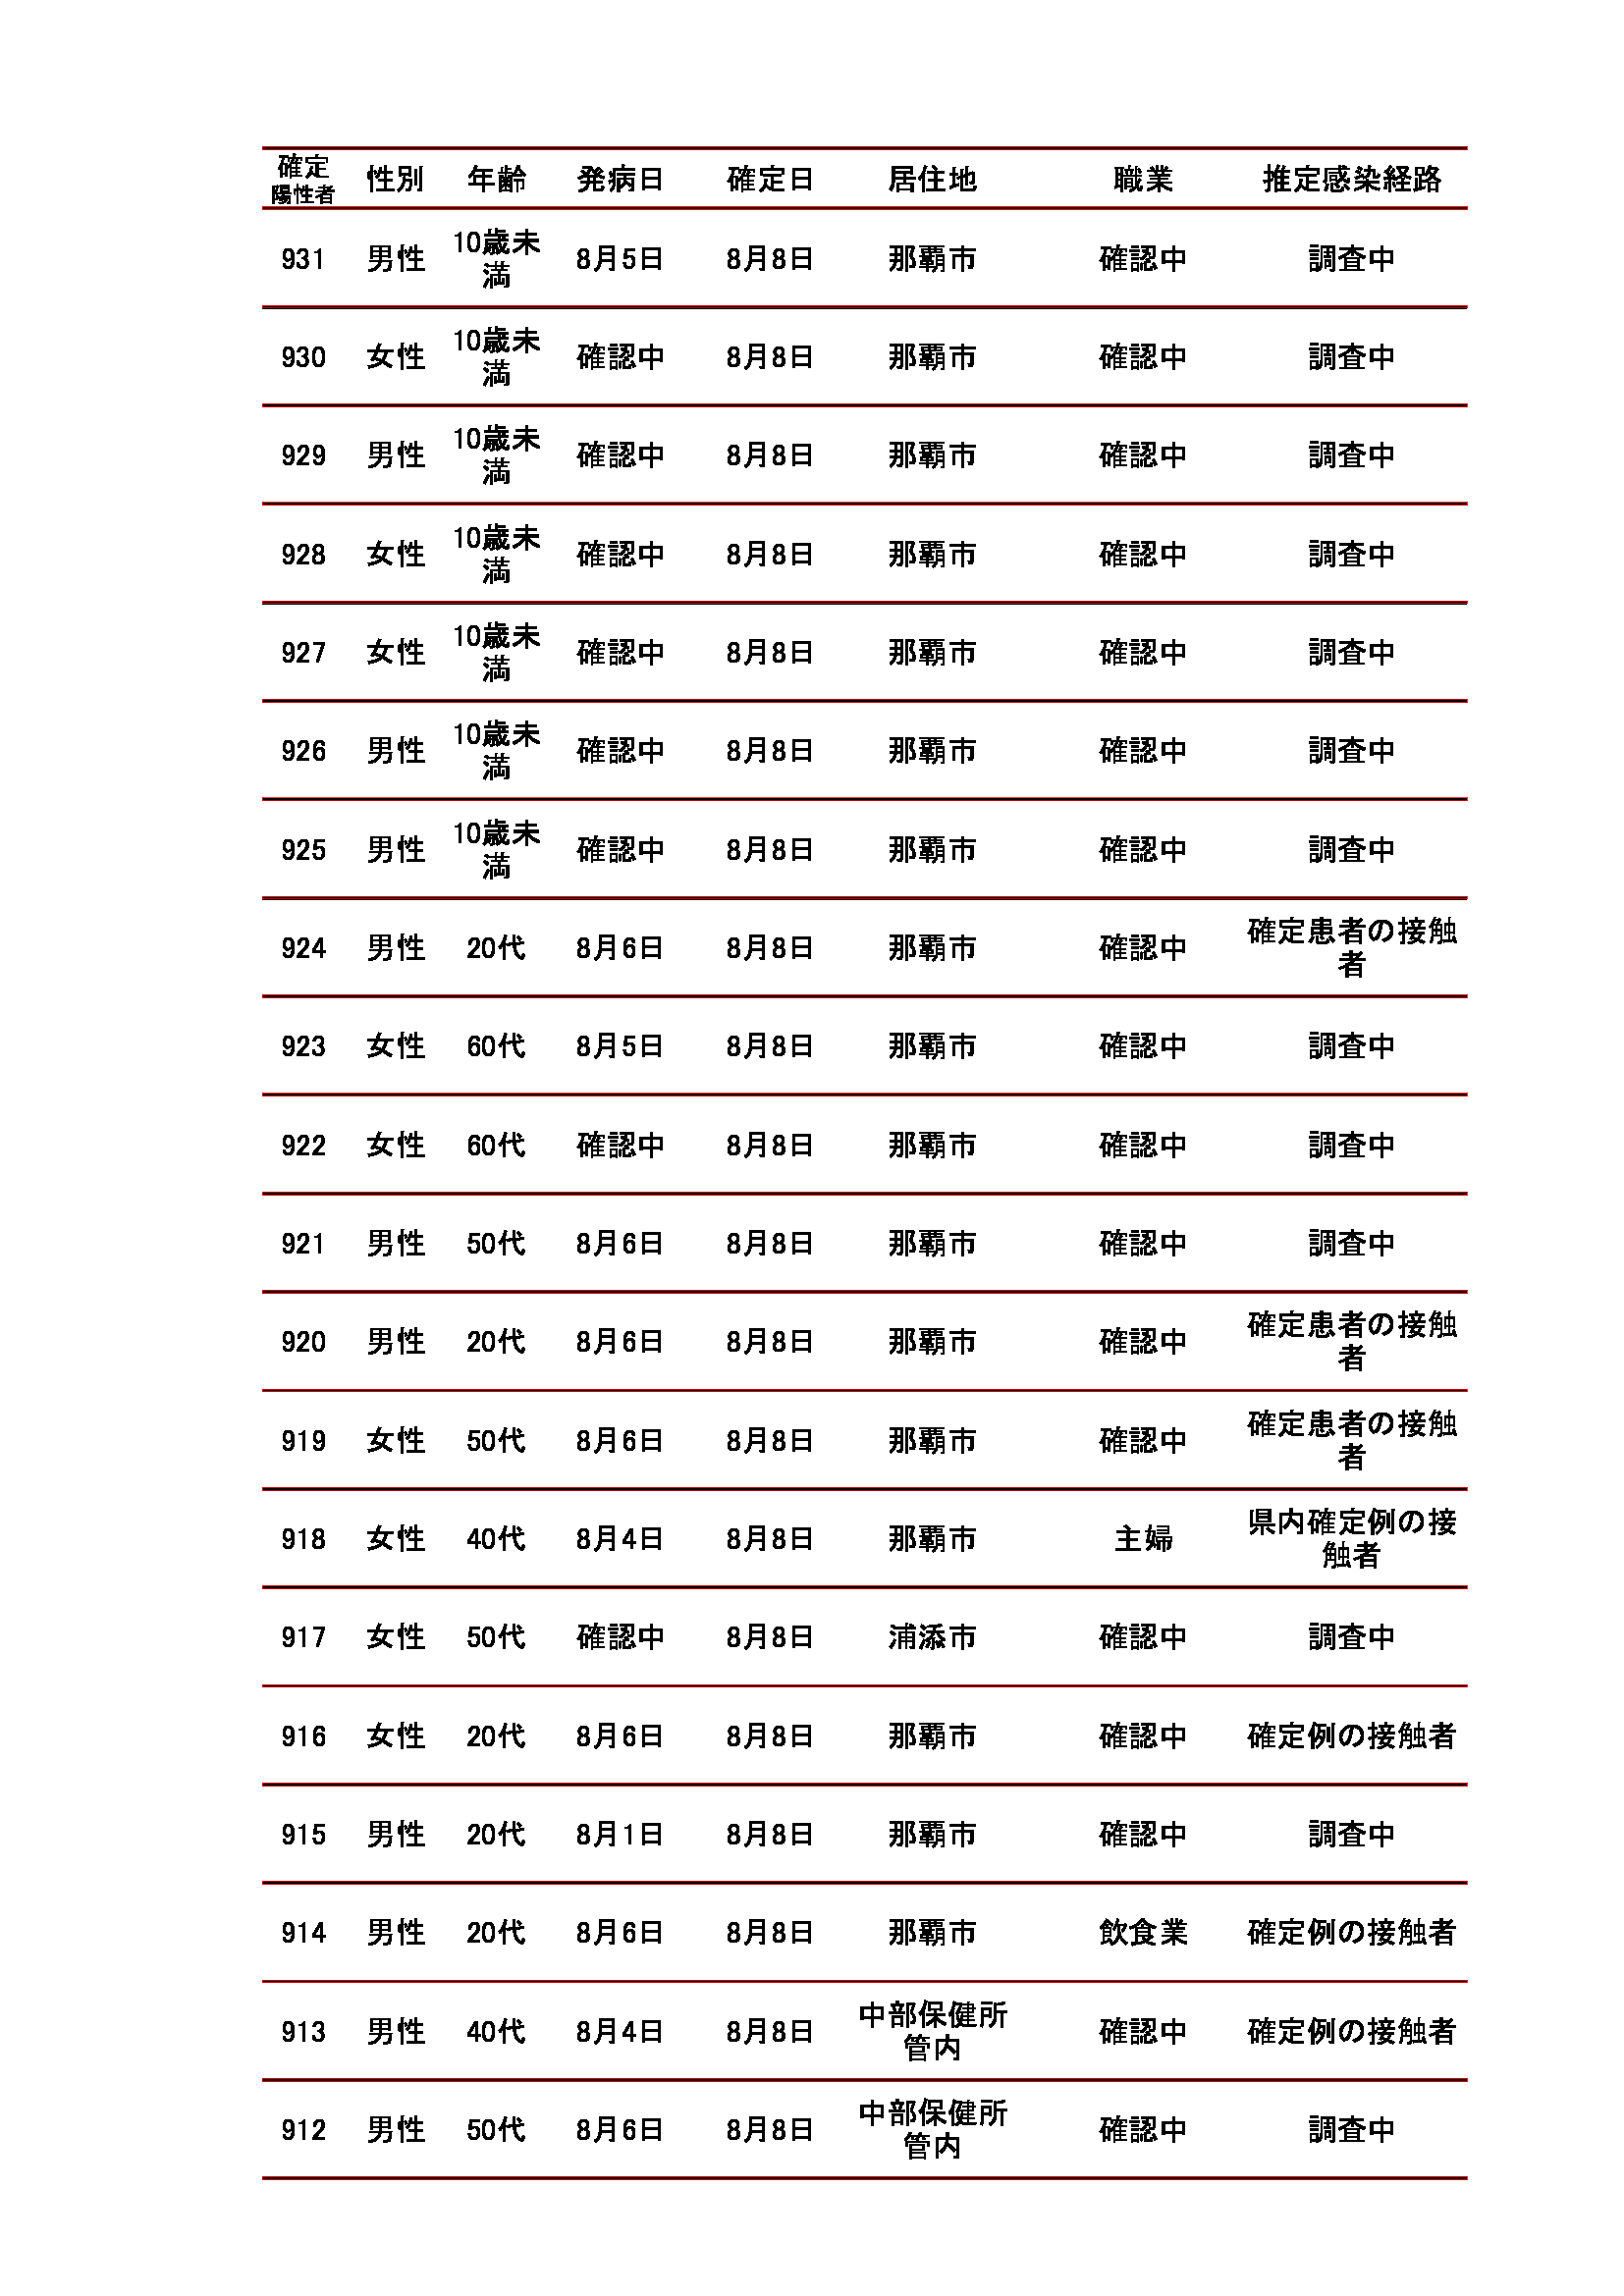 確定
陽性者 性別 年齢 発病日 確定日 居住地 職業 推定感染経路
931 男性 10歳未
満 8月5日 8月8日 那覇市 確認中 調査中
930 女性 10歳未
満 確認中 8月8日 那覇市 確認中 調査中
929 男性 10歳未
満 確認中 8月8日 那覇市 確認中 調査中
928 女性 10歳未
満 確認中 8月8日 那覇市 確認中 調査中
927 女性 10歳未
満 確認中 8月8日 那覇市 確認中 調査中
926 男性 10歳未
満 確認中 8月8日 那覇市 確認中 調査中
925 男性 10歳未
満 確認中 8月8日 那覇市 確認中 調査中
924 男性 20代 8月6日 8月8日 那覇市 確認中 確定患者の接触
者
923 女性 60代 8月5日 8月8日 那覇市 確認中 調査中
922 女性 60代 確認中 8月8日 那覇市 確認中 調査中
921 男性 50代 8月6日 8月8日 那覇市 確認中 調査中
920 男性 20代 8月6日 8月8日 那覇市 確認中 確定患者の接触
者
919 女性 50代 8月6日 8月8日 那覇市 確認中 確定患者の接触
者
918 女性 40代 8月4日 8月8日 那覇市 主婦 県内確定例の接
触者
917 女性 50代 確認中 8月8日 浦添市 確認中 調査中
916 女性 20代 8月6日 8月8日 那覇市 確認中 確定例の接触者
915 男性 20代 8月1日 8月8日 那覇市 確認中 調査中
914 男性 20代 8月6日 8月8日 那覇市 飲食業 確定例の接触者
913 男性 40代 8月4日 8月8日 中部保健所
管内 確認中 確定例の接触者
912 男性 50代 8月6日 8月8日 中部保健所
管内 確認中 調査中